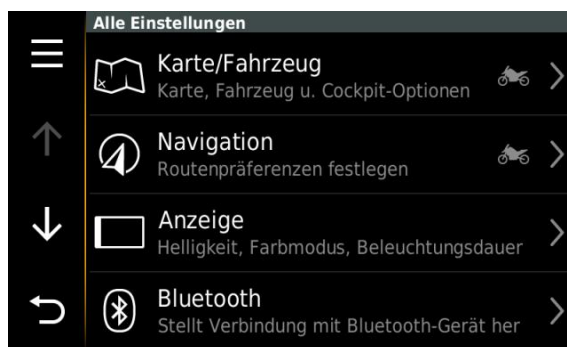 Alle Einstellungen
Karte/Fahrzeug
Karte, Fahrzeug u. Cockpit-Optionen
Navigation
Routenpräferenzen festlegen
Anzeige
Helligkeit, Farbmodus, Beleuchtungsdauer
Bluetooth
Stellt Verbindung mit Bluetooth-Gerät her